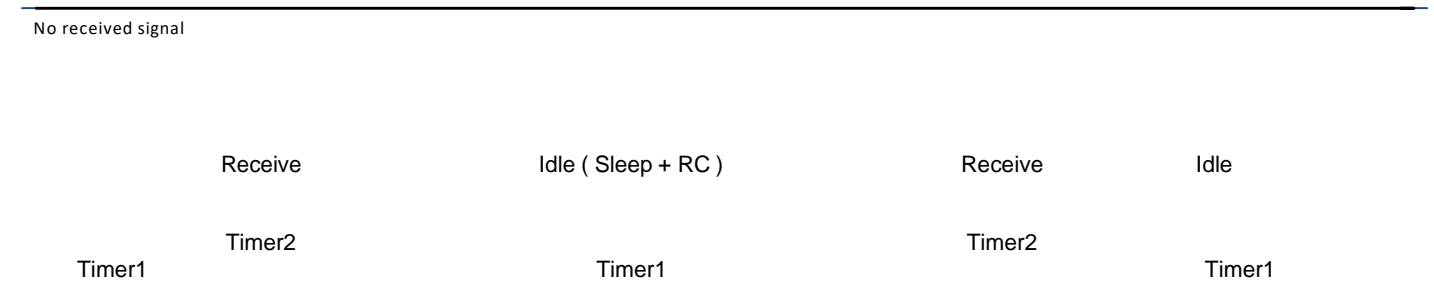 No received signal
Receive Idle ( Sleep + RC ) Receive Idle
Timer2 Timer2
Timer1 Timer1 Timer1